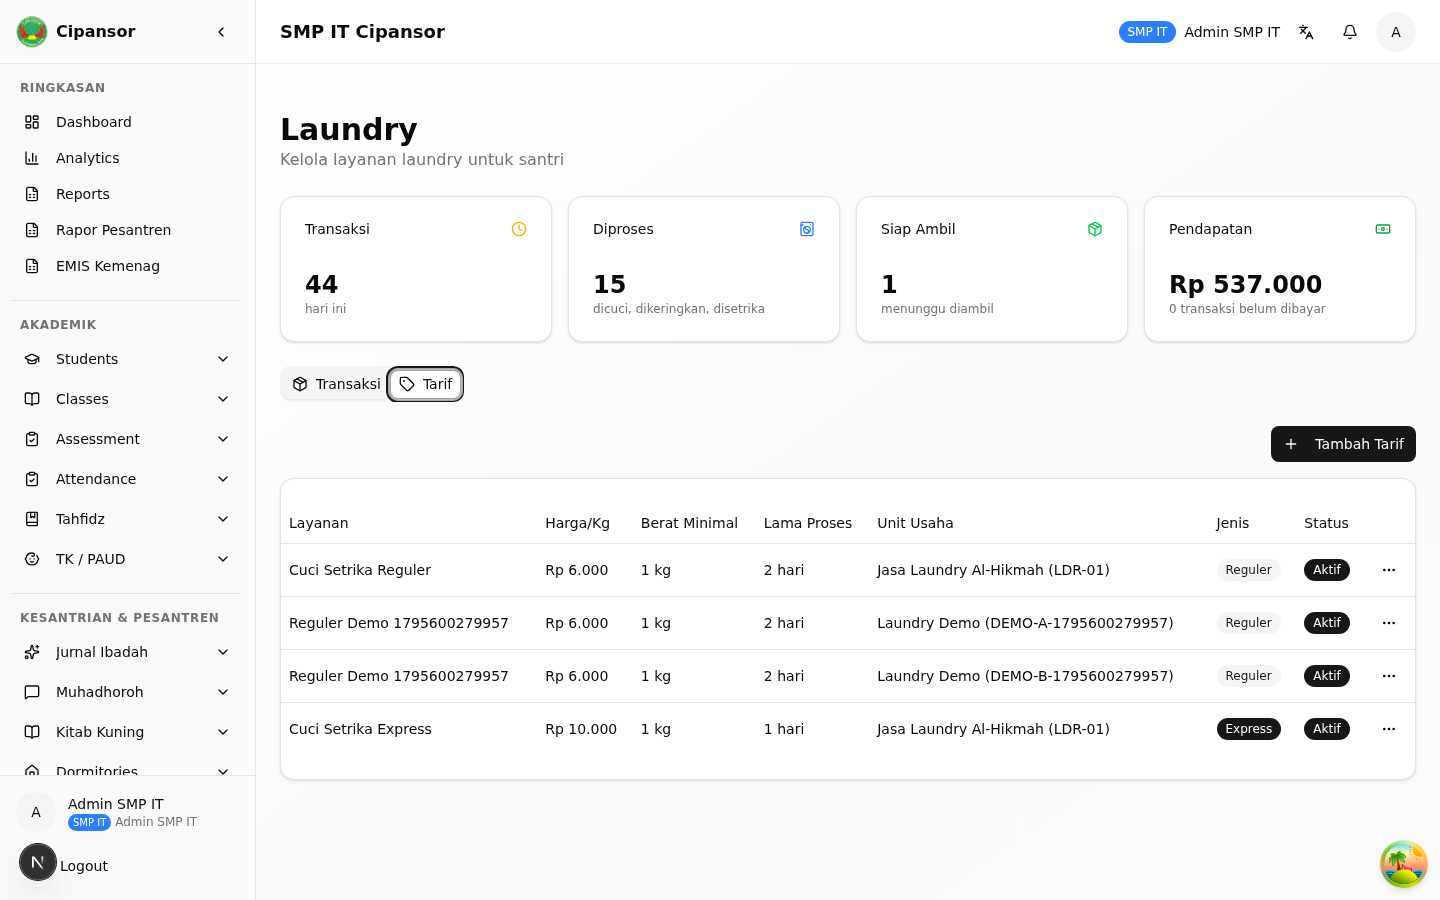 Cipansor
SMP IT Cipansor
SMP IT Admin SMP IT
A
RINGKASAN
Dashboard
Analytics
Reports
Rapor Pesantren
EMIS Kemenag
AKADEMIK
Students
Classes
Assessment
Attendance
Tahfidz
TK / PAUD
KESANTRIAN & PESANTREN
Jurnal Ibadah
Muhadhoroh
Kitab Kuning
Dormitories
A
Admin SMP IT
SMP IT Admin SMP IT
N
Logout
Laundry
Kelola layanan laundry untuk santri
Transaksi
44
hari ini
Diproses
15
dicuci, dikeringkan, disetrika
Siap Ambil
1
menunggu diambil
Pendapatan
Rp 537.000
0 transaksi belum dibayar
Transaksi Tarif
Tambah Tarif
Layanan Harga/Kg Berat Minimal Lama Proses Unit Usaha Jenis Status
Cuci Setrika Reguler Rp 6.000 1 kg 2 hari Jasa Laundry Al-Hikmah (LDR-01) Reguler Aktif
Reguler Demo 1795600279957 Rp 6.000 1 kg 2 hari Laundry Demo (DEMO-A-1795600279957) Reguler Aktif
Reguler Demo 1795600279957 Rp 6.000 1 kg 2 hari Laundry Demo (DEMO-B-1795600279957) Reguler Aktif
Cuci Setrika Express Rp 10.000 1 kg 1 hari Jasa Laundry Al-Hikmah (LDR-01) Express Aktif